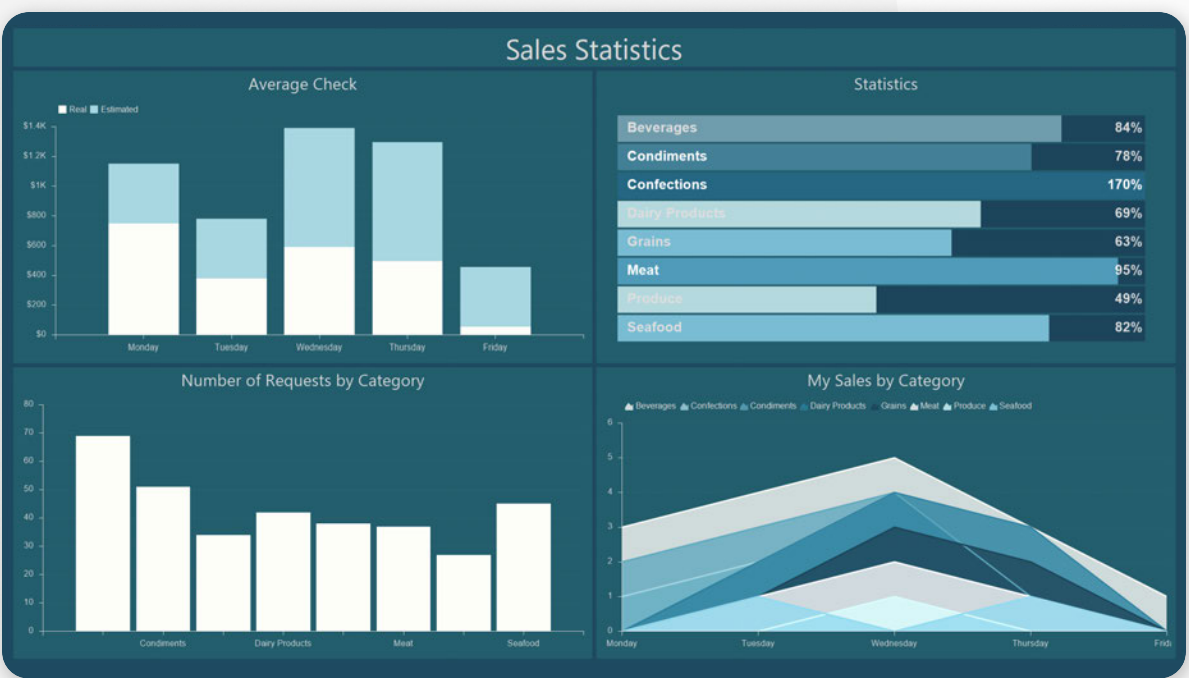 Sales Statistics
Average Check
Real Estimated
$1.4K
$1.2K
$1K
$800
$600
$400
$200
$0
Monday Tuesday Wednesday Thursday Friday
Statistics
Beverages 84%
Condiments 78%
Confections 170%
Dairy Products 69%
Grains 63%
Meat 95%
Produce 49%
Seafood 82%
Number of Requests by Category
80
70
60
50
40
30
20
10
0
Condiments Dairy Products Meat Seafood
My Sales by Category
Beverages Confections Condiments Dairy Products Grains Meat Produce Seafood
6
5
4
3
2
1
0
Monday Tuesday Wednesday Thursday Frid